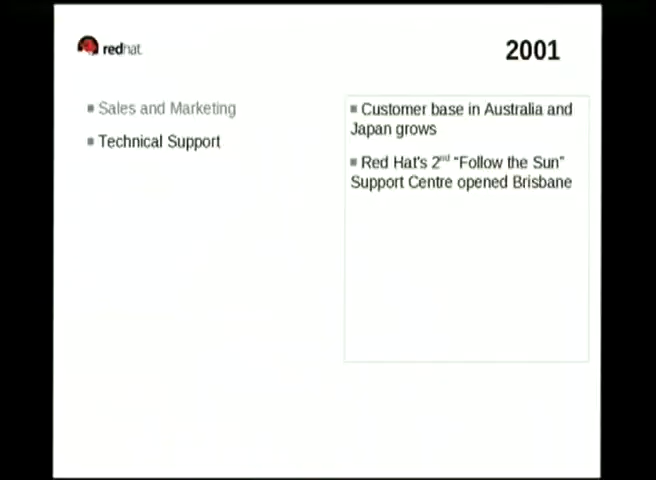 redhat.
2001
▪ Sales and Marketing
▪ Technical Support
▪ Customer base in Australia and
Japan grows
▪ Red Hat's 2nd "Follow the Sun"
Support Centre opened Brisbane